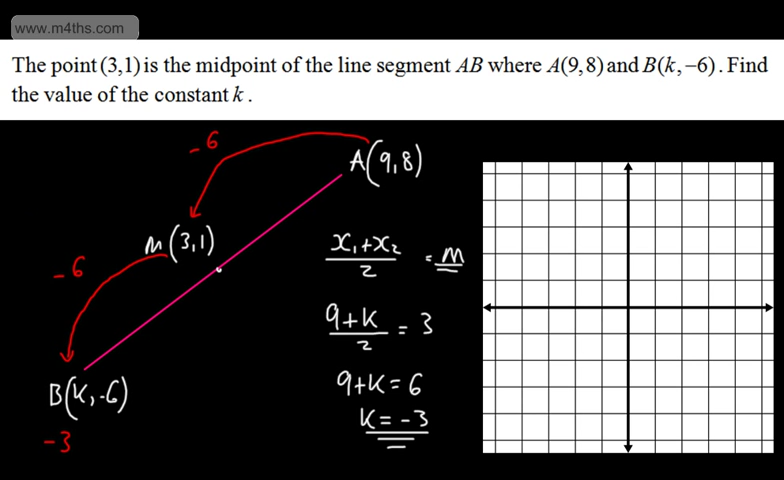 www.m4ths.com
The point (3,1) is the midpoint of the line segment AB where A(9,8) and B(k,−6). Find
the value of the constant k.
-6
A(9,8)
M(3,1)
-6
B(K,-6)
-3
x₁+x₂/2 = M
9+K/2 = 3
9+K=6
K=-3